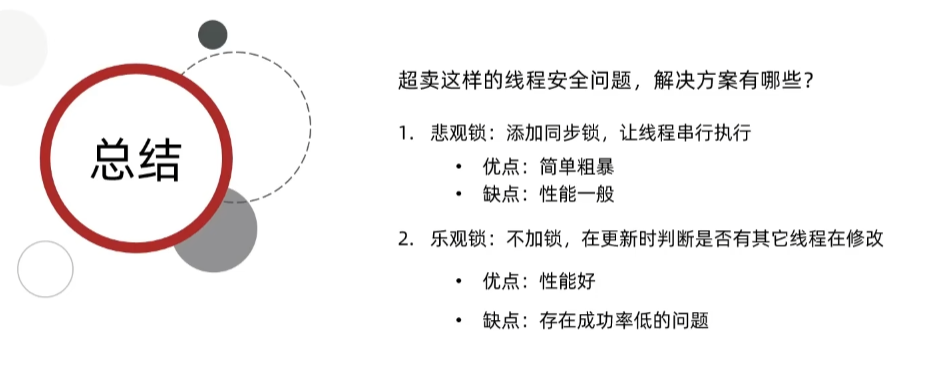 总结
超卖这样的线程安全问题，解决方案有哪些？
1. 悲观锁：添加同步锁，让线程串行执行
• 优点：简单粗暴
• 缺点：性能一般
2. 乐观锁：不加锁，在更新时判断是否有其它线程在修改
• 优点：性能好
• 缺点：存在成功率低的问题